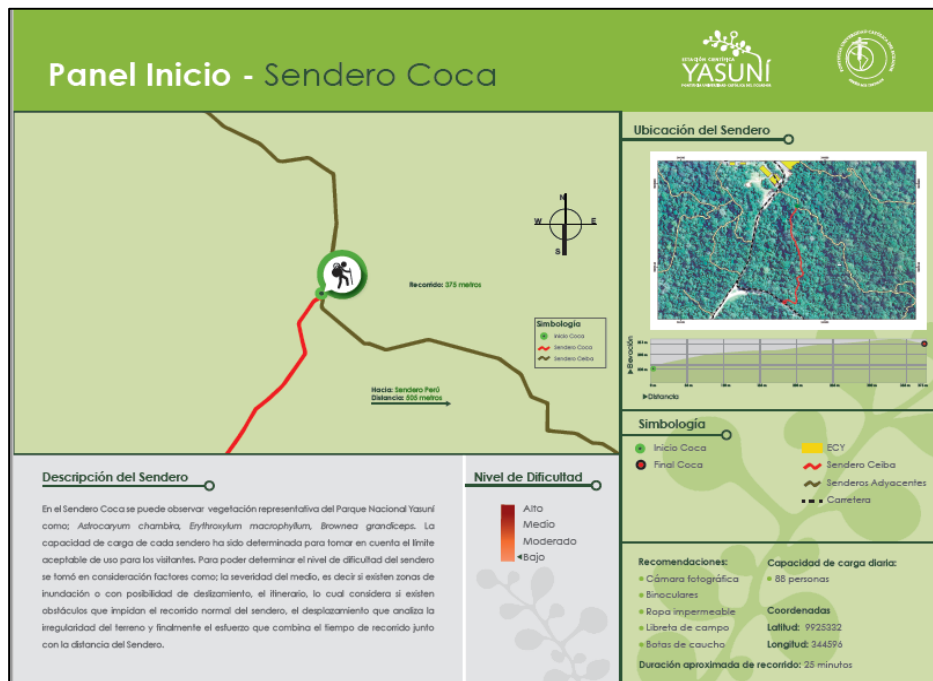 Panel Inicio - Sendero Coca
ESTACIÓN CIENTÍFICA
YASUNÍ
PONTIFICIA UNIVERSIDAD CATÓLICA DEL ECUADOR
N
W E
S
Recorrido: 375 metros
Simbología
Inicio Coca
Sendero Coca
Sendero Ceiba
Hacia: Sendero Perú
Distancia: 505 metros
Ubicación del Sendero
Elevación
Distancia
Simbología
Inicio Coca
Final Coca
ECY
Sendero Ceiba
Senderos Adyacentes
Carretera
Descripción del Sendero
En el Sendero Coca se puede observar vegetación representativa del Parque Nacional Yasuní
como; Astrocaryum chambira, Erythroxylum macrophyllum, Brownea grandiceps. La
capacidad de carga de cada sendero ha sido determinada para tomar en cuenta el límite
aceptable de uso para los visitantes. Para poder determinar el nivel de dificultad del sendero
se tomó en consideración factores como; la severidad del medio, es decir si existen zonas de
inundación o con posibilidad de deslizamiento, el itinerario, lo cual considera si existen
obstáculos que impidan el recorrido normal del sendero, el desplazamiento que analiza la
irregularidad del terreno y finalmente el esfuerzo que combina el tiempo de recorrido junto
con la distancia del Sendero.
Nivel de Dificultad
Alto
Medio
Moderado
Bajo
Recomendaciones:
Cámara fotográfica
Binoculares
Ropa impermeable
Libreta de campo
Botas de caucho
Capacidad de carga diaria:
88 personas
Coordenadas
Latitud: 9925332
Longitud: 344596
Duración aproximada de recorrido: 25 minutos